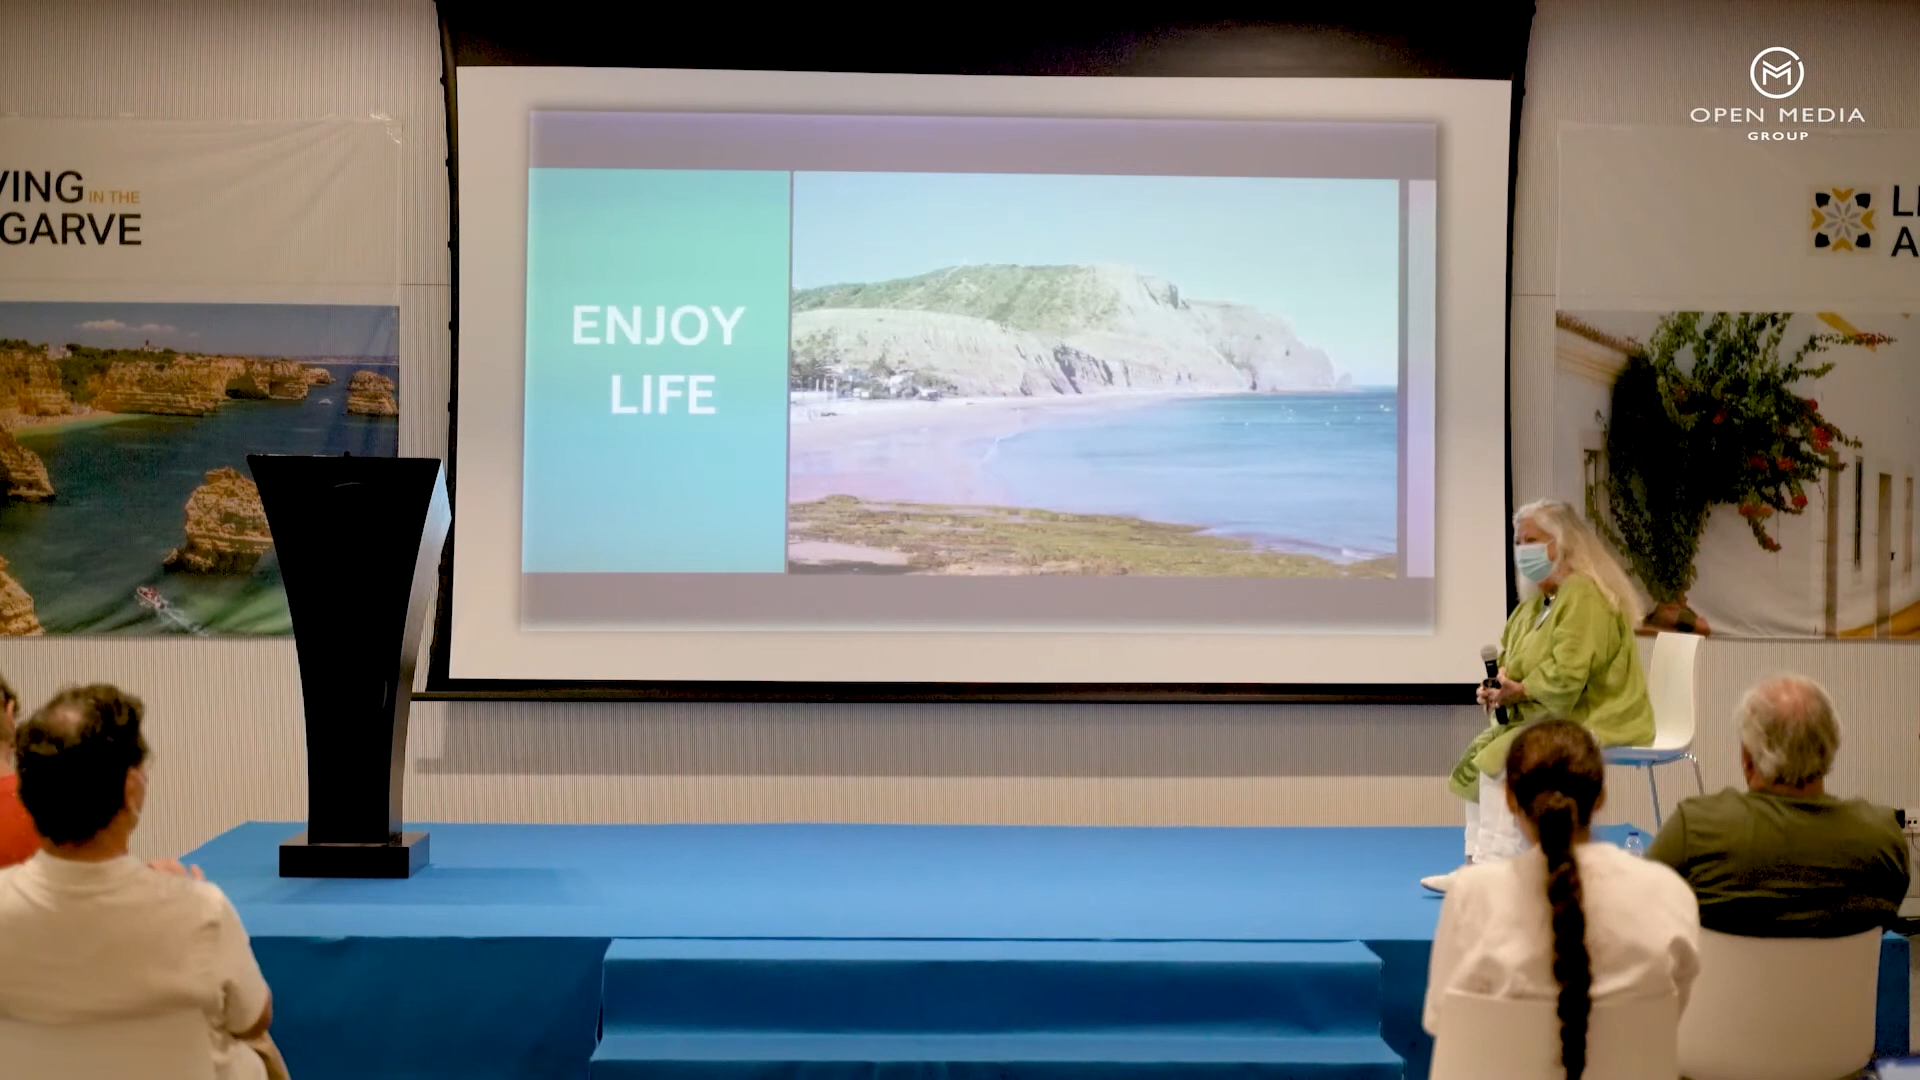 OPEN MEDIA
GROUP
VING IN THE
GARVE
ENJOY
LIFE